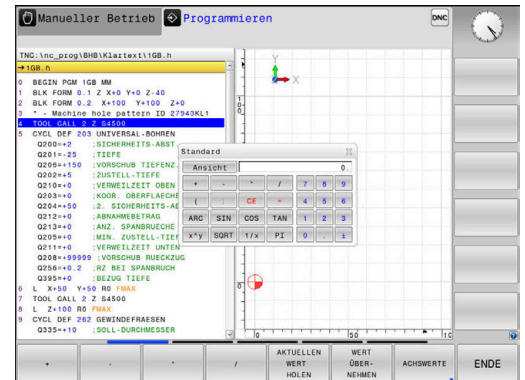 Manueller Betrieb
Programmieren
DNC
TNC:\nc_prog\BHB\Klartext\1GB.h
→1GB.h
0 BEGIN PGM 1GB MM
1 BLK FORM 0.1 Z X+0 Y+0 Z-40
2 BLK FORM 0.2 X+100 Y+100 Z+0
3 * - Machine hole pattern ID 27943KL1
4 TOOL CALL 2 Z S4500
5 CYCL DEF 203 UNIVERSAL-BOHREN
Q200=+2 ;SICHERHEITS-ABST
Q201=-25 ;TIEFE
Q206=+150 ;VORSCHUB TIEFENZ.
Q202=+5 ;ZUSTELL-TIEFE
Q210=+0 ;VERWEILZEIT OBEN
Q203=+0 ;KOOR. OBERFLAECHE
Q204=+50 ;2. SICHERHEITS-AB
Q212=+0 ;ABNAHMEBETRAG
Q213=+0 ;ANZ. SPANBRUECHE
Q205=+0 ;MIN. ZUSTELL-TIEF
Q211=+0 ;VERWEILZEIT UNTEN
Q208=+99999 ;VORSCHUB RUECKZUG
Q256=+0.2 ;RZ BEI SPANBRUCH
Q395=+0 ;BEZUG TIEFE
6 L X+50 Y+50 R0 FMAX
7 TOOL CALL 2 Z S4500
8 L Z+100 R0 FMAX
9 CYCL DEF 262 GEWINDEFRAESEN
Q335=+10 ;SOLL-DURCHMESSER
Y
X
100
0
0
100
Standard
Ansicht 0.
+ - * / 7 8 9
( ) CE = 4 5 6
ARC SIN COS TAN 1 2 3
x^y SQRT 1/x PI 0 . ±
+
-
*
/
AKTUELLEN
WERT
HOLEN
WERT
ÜBER-
NEHMEN
ACHSWERTE
ENDE